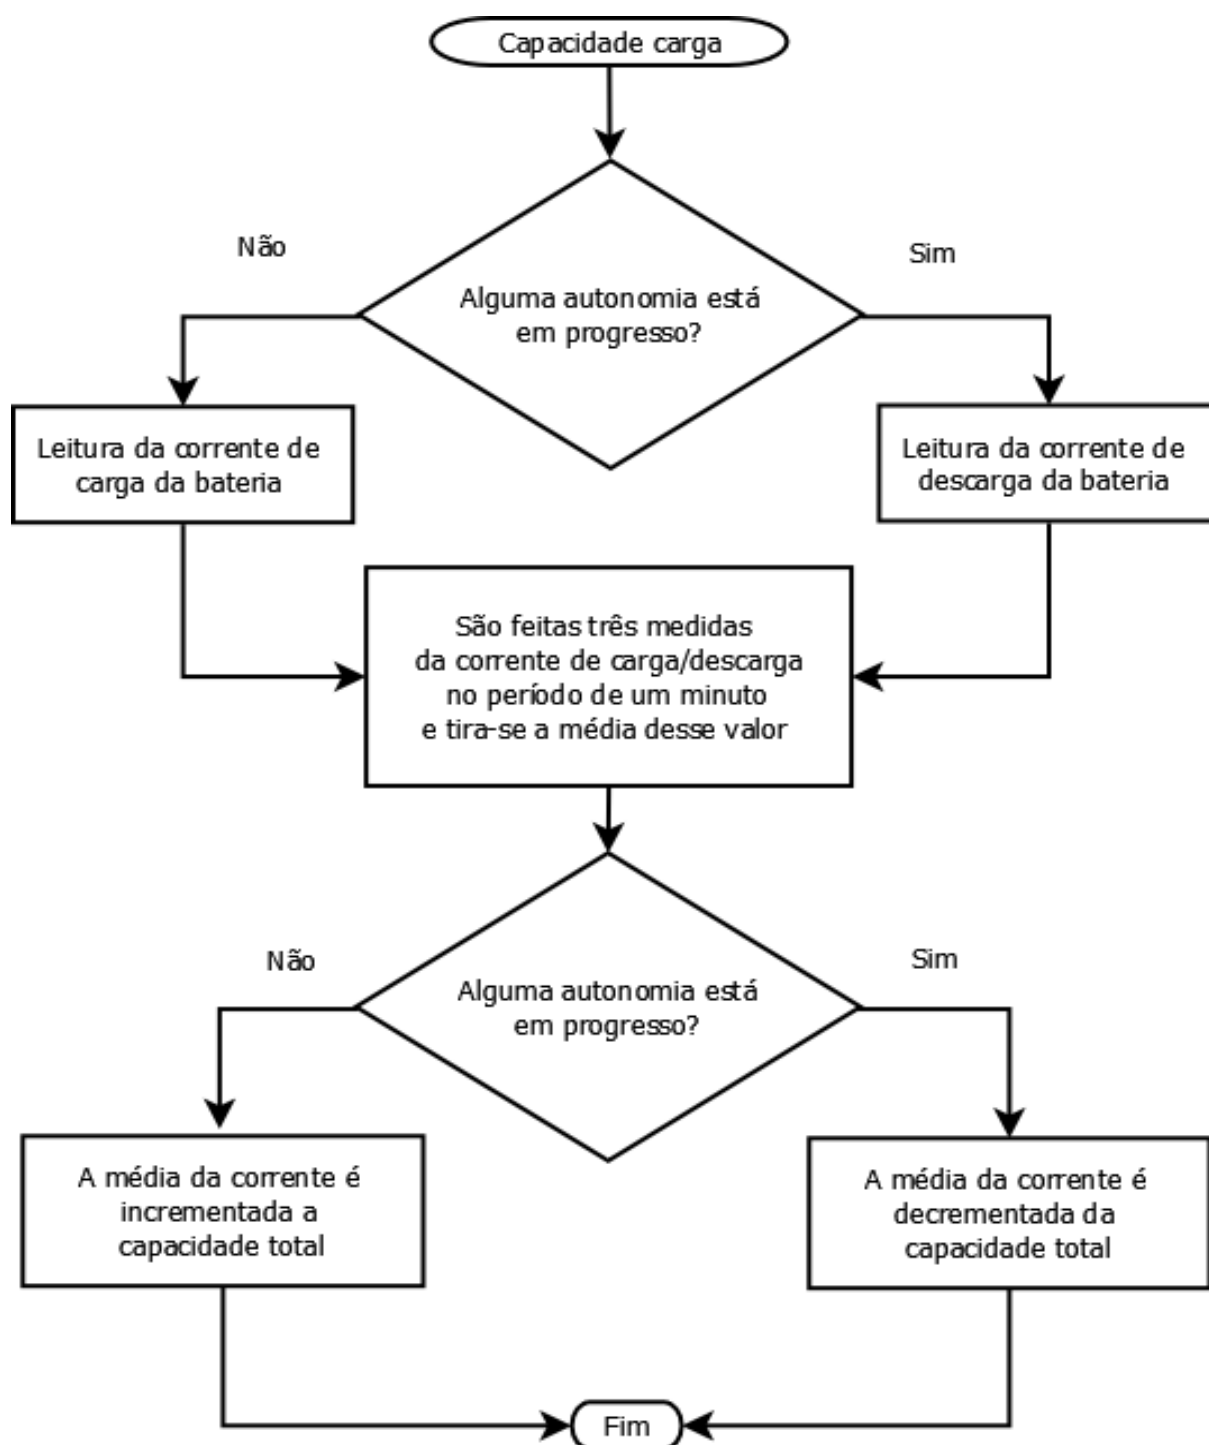 Capacidade carga
Não
Sim
Alguma autonomia está
em progresso?
Leitura da corrente de
carga da bateria
Leitura da corrente de
descarga da bateria
São feitas três medidas
da corrente de carga/descarga
no período de um minuto
e tira-se a média desse valor
Não
Sim
Alguma autonomia está
em progresso?
A média da corrente é
incrementada a
capacidade total
A média da corrente é
decrementada da
capacidade total
Fim